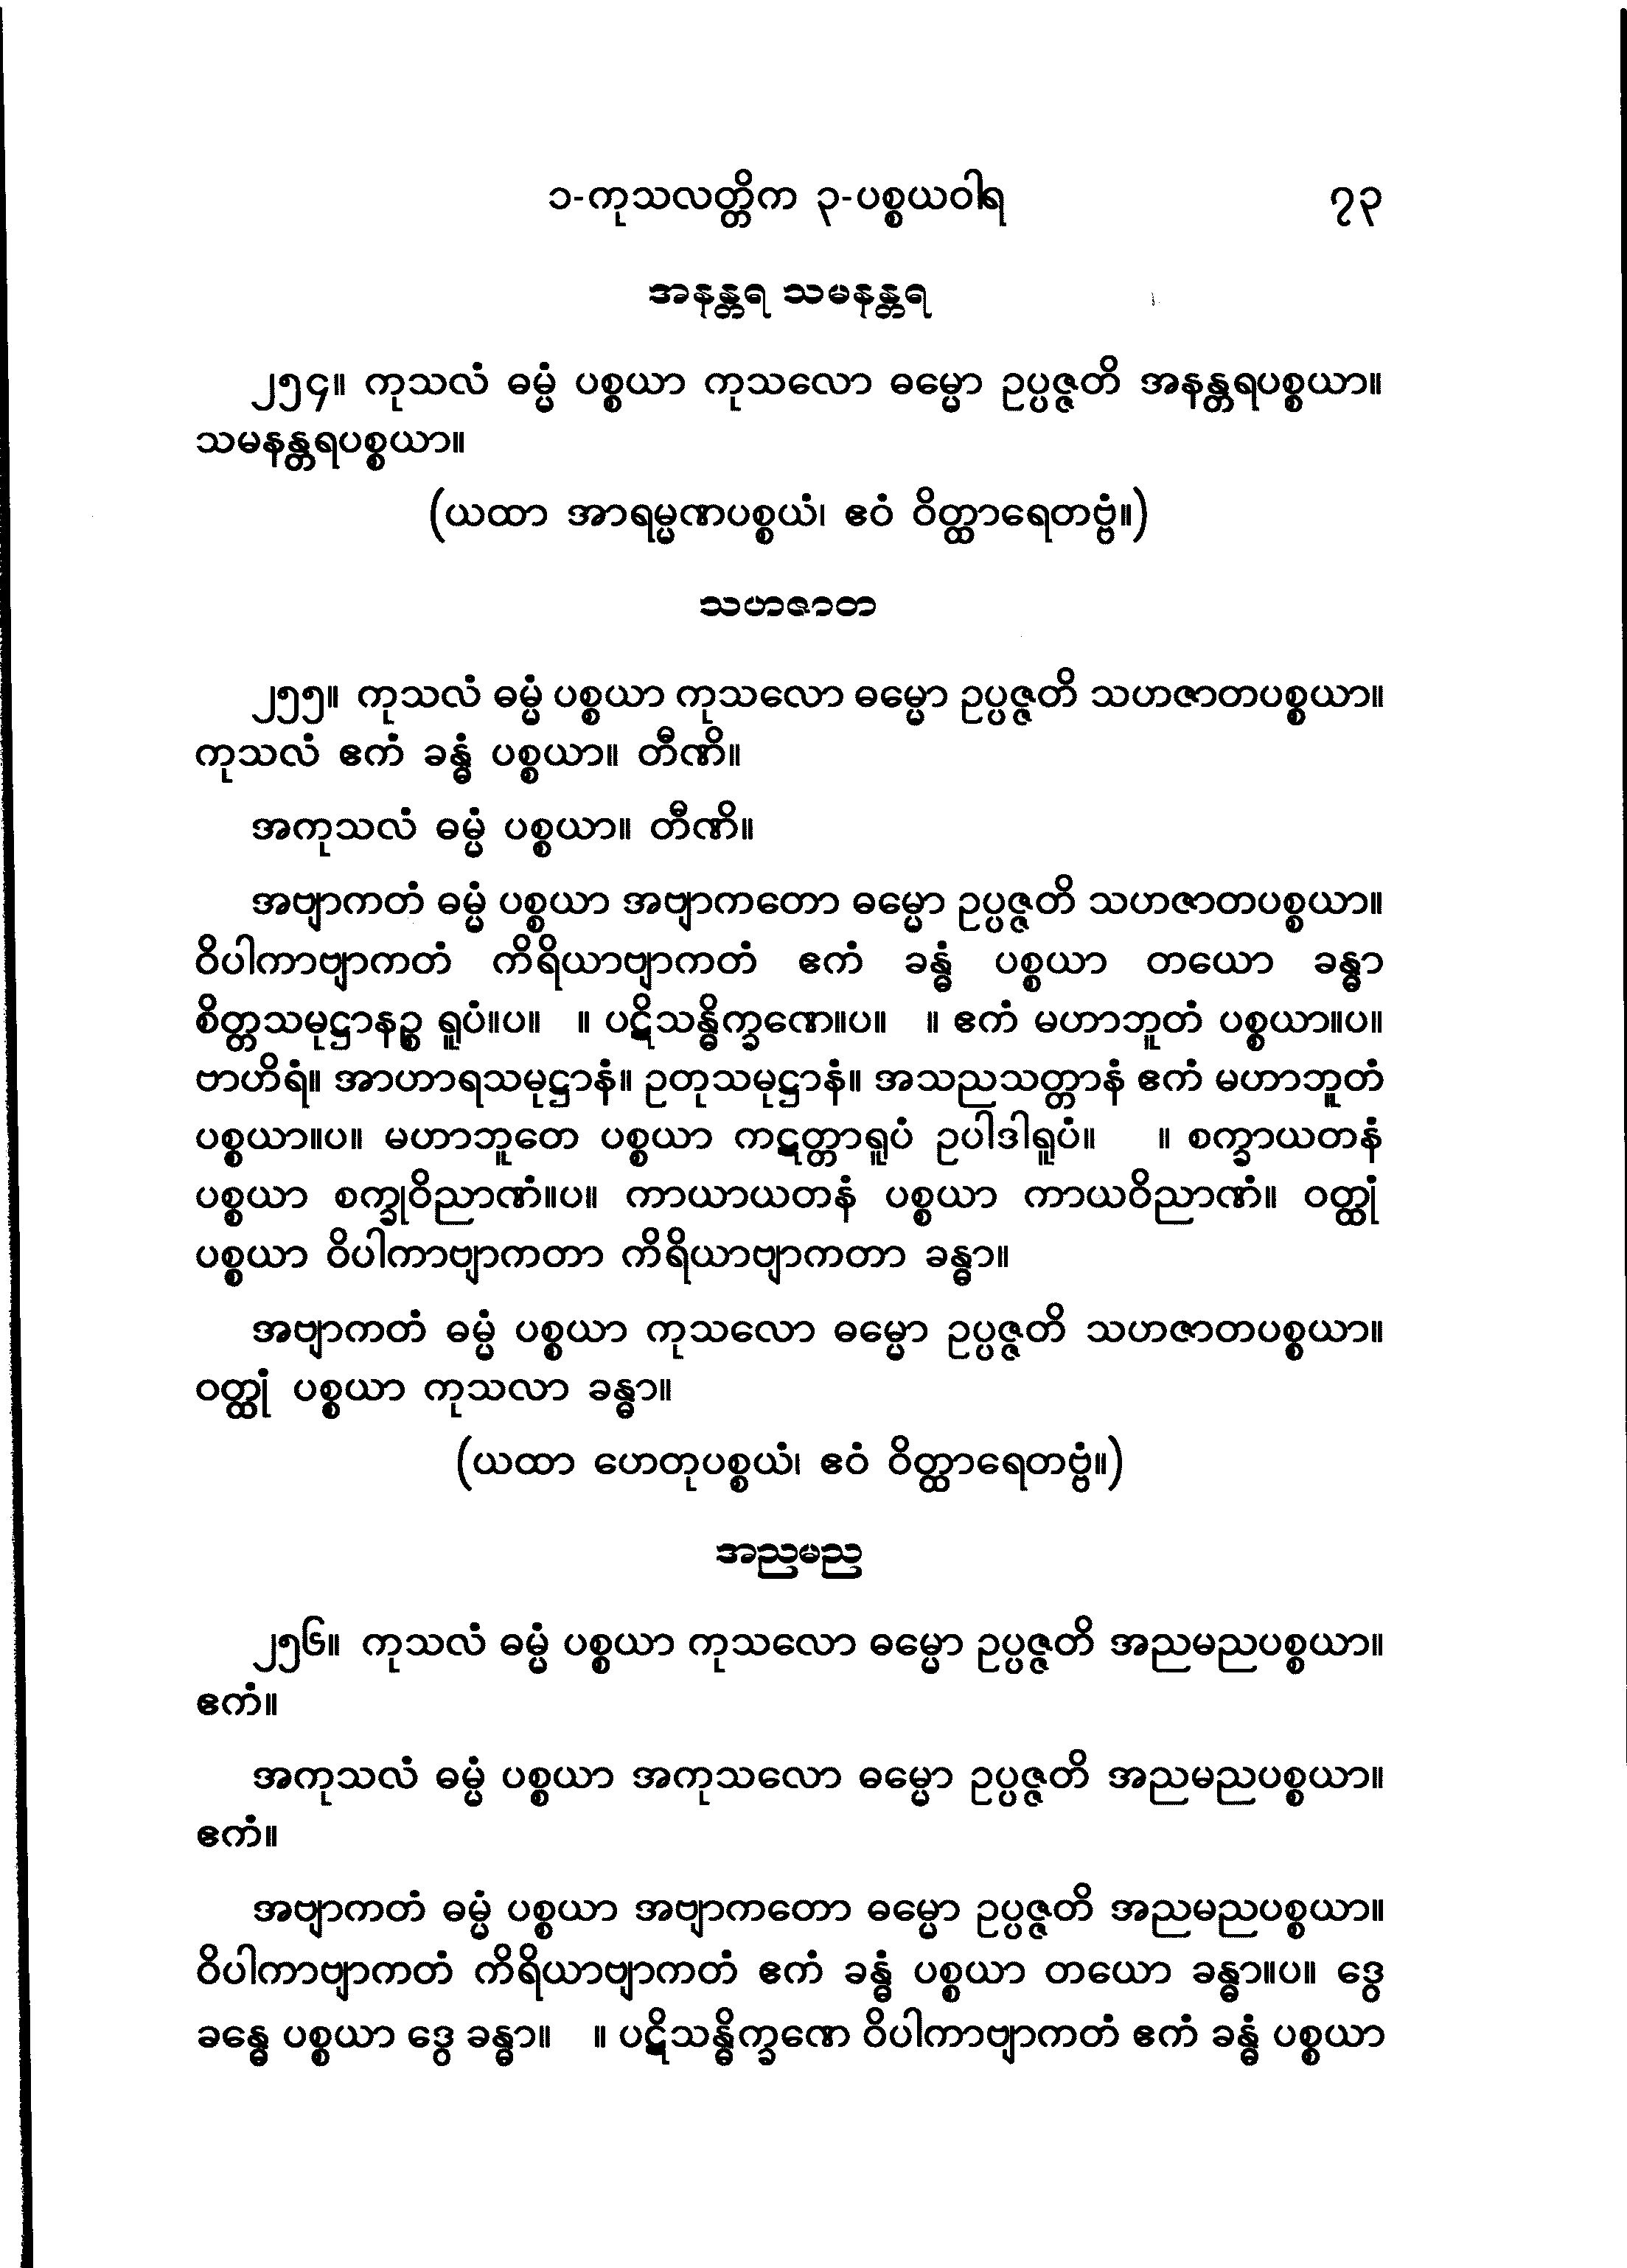 ၁-ကုသလတ္တိက ၃-ပစ္စယဝါရ ၇၃
အနန္တရ သမနန္တရ
၂၅၄။ ကုသလံ ဓမ္မံ ပစ္စယာ ကုသလော ဓမ္မော ဥပ္ပဇ္ဇတိ အနန္တရပစ္စယာ။
သမနန္တရပစ္စယာ။
(ယထာ အာရမ္မဏပစ္စယံ၊ ဧဝံ ဝိတ္ထာရေတဗ္ဗံ။)
သဟဇာတ
၂၅၅။ ကုသလံ ဓမ္မံ ပစ္စယာ ကုသလော ဓမ္မော ဥပ္ပဇ္ဇတိ သဟဇာတပစ္စယာ။
ကုသလံ ဧကံ ခန္ဓံ ပစ္စယာ။ တီဏိ။
အကုသလံ ဓမ္မံ ပစ္စယာ။ တီဏိ။
အဗျာကတံ ဓမ္မံ ပစ္စယာ အဗျာကတော ဓမ္မော ဥပ္ပဇ္ဇတိ သဟဇာတပစ္စယာ။
ဝိပါကာဗျာကတံ ကိရိယာဗျာကတံ ဧကံ ခန္ဓံ ပစ္စယာ တယော ခန္ဓာ
စိတ္တသမုဋ္ဌာနဉ္စ ရူပံ။ပ။ ။ ပဋိသန္ဓိက္ခဏေ။ပ။ ။ ဧကံ မဟာဘူတံ ပစ္စယာ။ပ။
ဗာဟိရံ။ အာဟာရသမုဋ္ဌာနံ။ ဥတုသမုဋ္ဌာနံ။ အသညသတ္တာနံ ဧကံ မဟာဘူတံ
ပစ္စယာ။ပ။ မဟာဘူတေ ပစ္စယာ ကဋတ္တာရူပံ ဥပါဒါရူပံ။ ။ စက္ခာယတနံ
ပစ္စယာ စက္ခုဝိညာဏံ။ပ။ ကာယာယတနံ ပစ္စယာ ကာယဝိညာဏံ။ ဝတ္ထုံ
ပစ္စယာ ဝိပါကာဗျာကတာ ကိရိယာဗျာကတာ ခန္ဓာ။
အဗျာကတံ ဓမ္မံ ပစ္စယာ ကုသလော ဓမ္မော ဥပ္ပဇ္ဇတိ သဟဇာတပစ္စယာ။
ဝတ္ထုံ ပစ္စယာ ကုသလာ ခန္ဓာ။
(ယထာ ဟေတုပစ္စယံ၊ ဧဝံ ဝိတ္ထာရေတဗ္ဗံ။)
အညမည
၂၅၆။ ကုသလံ ဓမ္မံ ပစ္စယာ ကုသလော ဓမ္မော ဥပ္ပဇ္ဇတိ အညမညပစ္စယာ။
ဧကံ။
အကုသလံ ဓမ္မံ ပစ္စယာ အကုသလော ဓမ္မော ဥပ္ပဇ္ဇတိ အညမညပစ္စယာ။
ဧကံ။
အဗျာကတံ ဓမ္မံ ပစ္စယာ အဗျာကတော ဓမ္မော ဥပ္ပဇ္ဇတိ အညမညပစ္စယာ။
ဝိပါကာဗျာကတံ ကိရိယာဗျာကတံ ဧကံ ခန္ဓံ ပစ္စယာ တယော ခန္ဓာ။ပ။ ဒွေ
ခန္ဓေ ပစ္စယာ ဒွေ ခန္ဓာ။ ။ ပဋိသန္ဓိက္ခဏေ ဝိပါကာဗျာကတံ ဧကံ ခန္ဓံ ပစ္စယာ